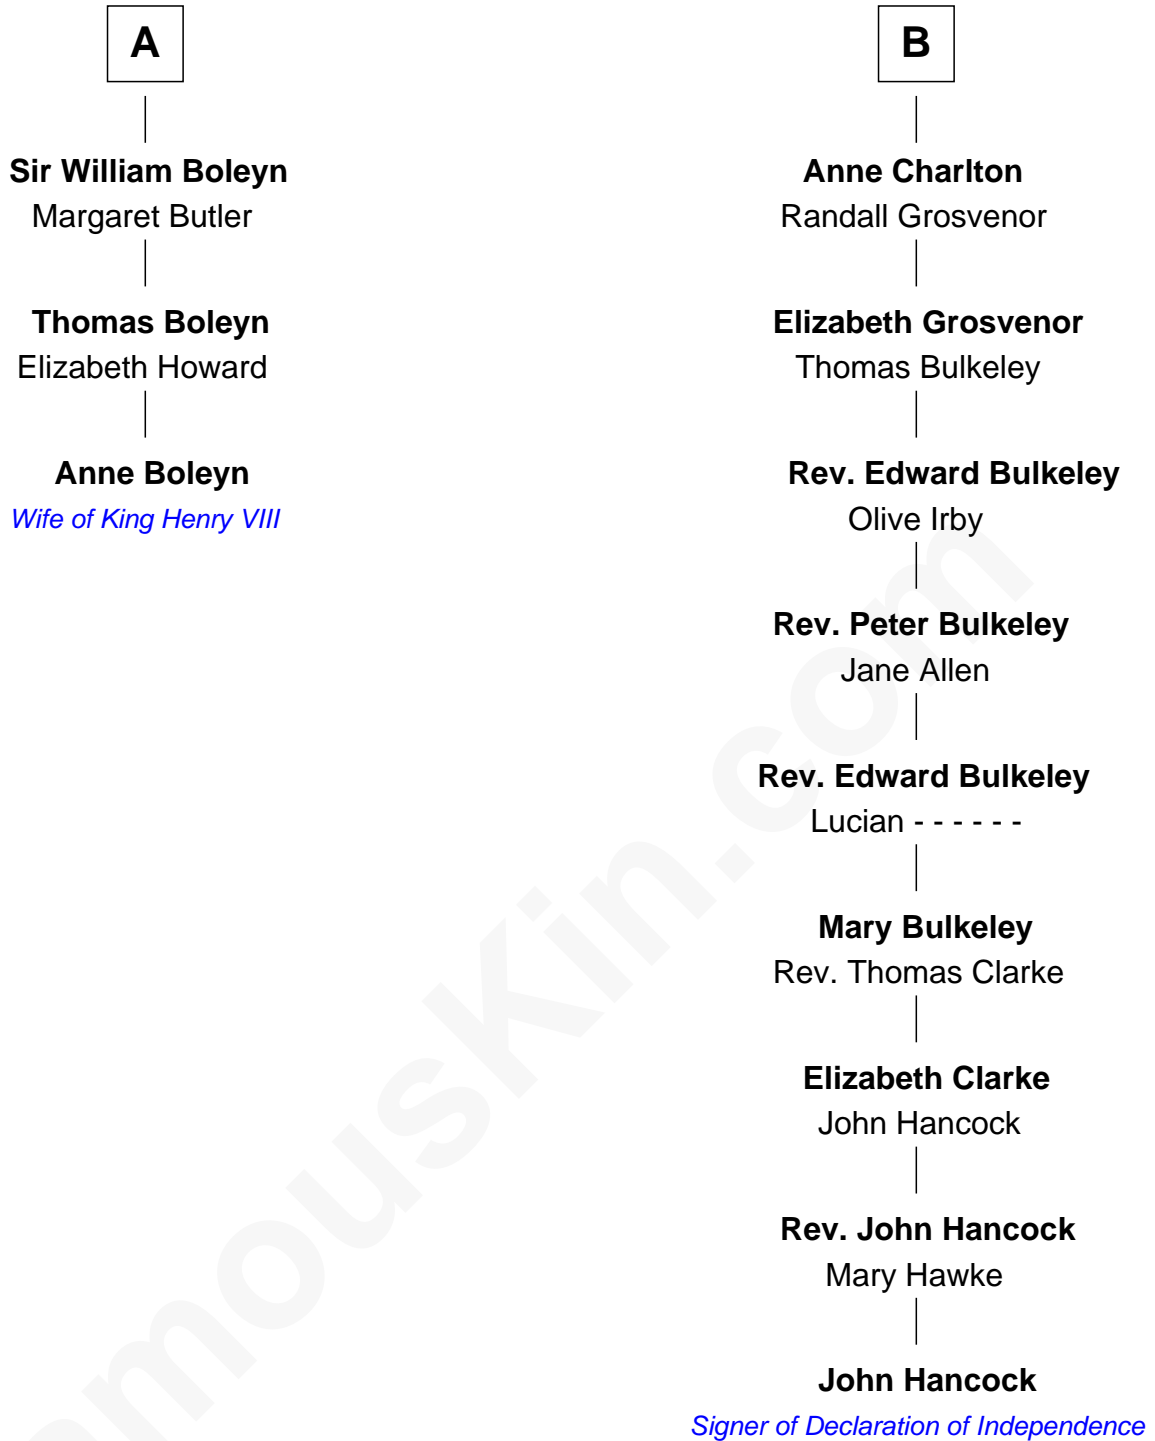 A
Sir William Boleyn
Margaret Butler
Thomas Boleyn
Elizabeth Howard
Anne Boleyn
Wife of King Henry VIII
B
Anne Charlton
Randall Grosvenor
Elizabeth Grosvenor
Thomas Bulkeley
Rev. Edward Bulkeley
Olive Irby
Rev. Peter Bulkeley
Jane Allen
Rev. Edward Bulkeley
Lucian - - - - - -
Mary Bulkeley
Rev. Thomas Clarke
Elizabeth Clarke
John Hancock
Rev. John Hancock
Mary Hawke
John Hancock
Signer of Declaration of Independence
amousKin.com